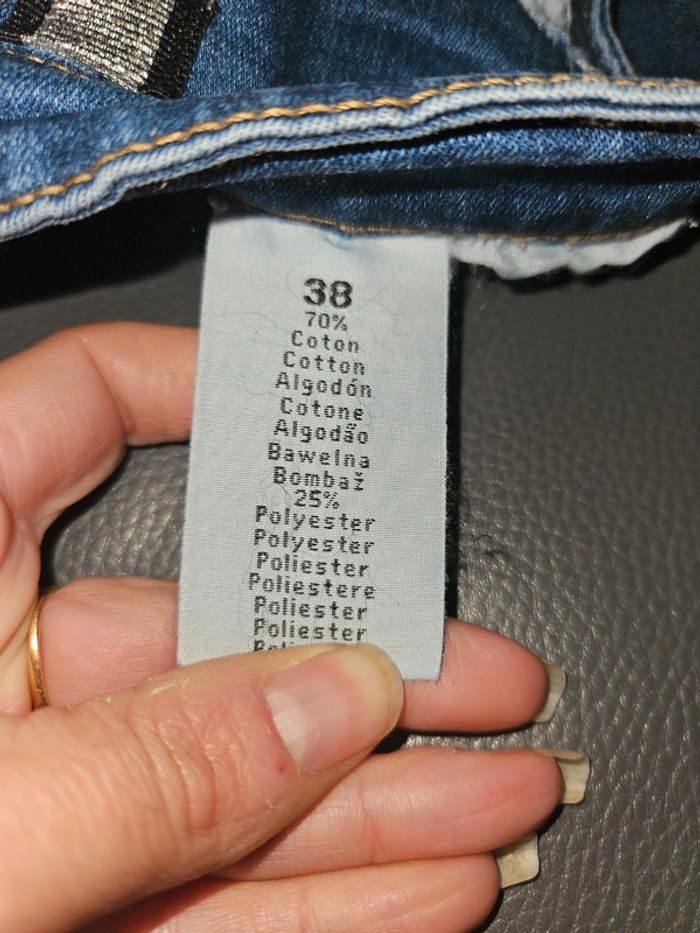 38
70%
Coton
Cotton
Algodón
Cotone
Algodão
Bawelna
Bombaž
25%
Polyester
Polyester
Poliester
Poliestere
Poliester
Poliester